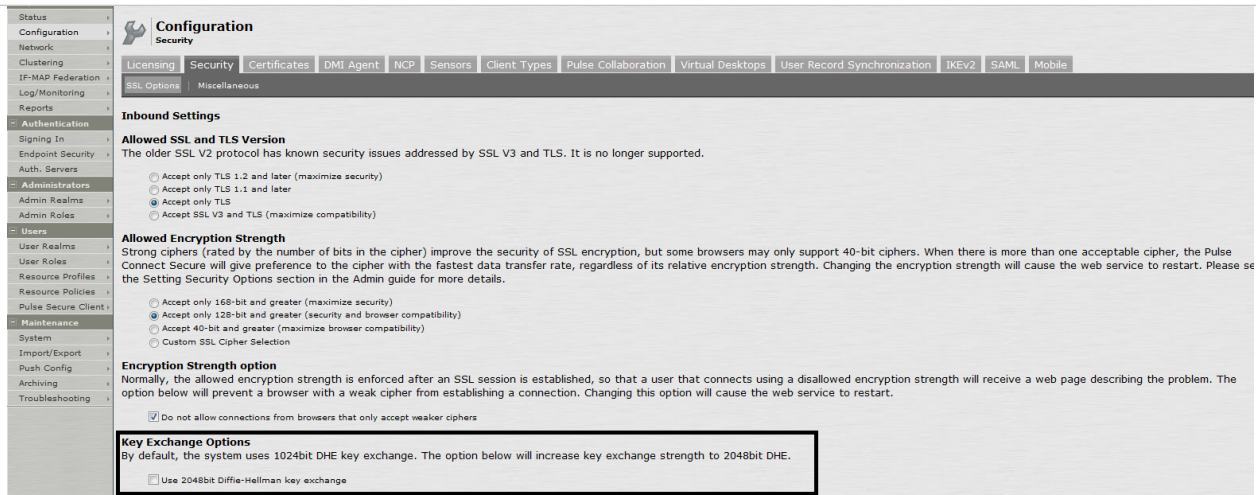 Status
Configuration
Network
Clustering
IF-MAP Federation
Log/Monitoring
Reports
Authentication
Signing In
Endpoint Security
Auth. Servers
Administrators
Admin Realms
Admin Roles
Users
User Realms
User Roles
Resource Profiles
Resource Policies
Pulse Secure Client
Maintenance
System
Import/Export
Push Config
Archiving
Troubleshooting
Configuration
Security
Licensing Security Certificates DMI Agent NCP Sensors Client Types Pulse Collaboration Virtual Desktops User Record Synchronization IKEv2 SAML Mobile
SSL Options | Miscellaneous
Inbound Settings
Allowed SSL and TLS Version
The older SSL V2 protocol has known security issues addressed by SSL V3 and TLS. It is no longer supported.
Accept only TLS 1.2 and later (maximize security)
Accept only TLS 1.1 and later
Accept only TLS
Accept SSL V3 and TLS (maximize compatibility)
Allowed Encryption Strength
Strong ciphers (rated by the number of bits in the cipher) improve the security of SSL encryption, but some browsers may only support 40-bit ciphers. When there is more than one acceptable cipher, the Pulse
Connect Secure will give preference to the cipher with the fastest data transfer rate, regardless of its relative encryption strength. Changing the encryption strength will cause the web service to restart. Please se
the Setting Security Options section in the Admin guide for more details.
Accept only 168-bit and greater (maximize security)
Accept only 128-bit and greater (security and browser compatibility)
Accept 40-bit and greater (maximize browser compatibility)
Custom SSL Cipher Selection
Encryption Strength option
Normally, the allowed encryption strength is enforced after an SSL session is established, so that a user that connects using a disallowed encryption strength will receive a web page describing the problem. The
option below will prevent a browser with a weak cipher from establishing a connection. Changing this option will cause the web service to restart.
Do not allow connections from browsers that only accept weaker ciphers
Key Exchange Options
By default, the system uses 1024bit DHE key exchange. The option below will increase key exchange strength to 2048bit DHE.
Use 2048bit Diffie-Hellman key exchange